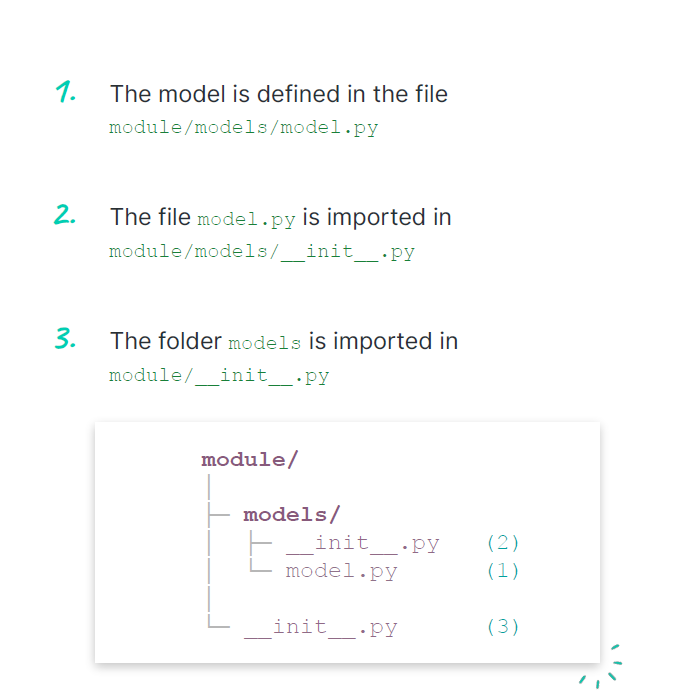 1. The model is defined in the file
module/models/model.py
2. The file model.py is imported in
module/models/__init__.py
3. The folder models is imported in
module/__init__.py
module/
models/
__init__.py (2)
model.py (1)
__init__.py (3)